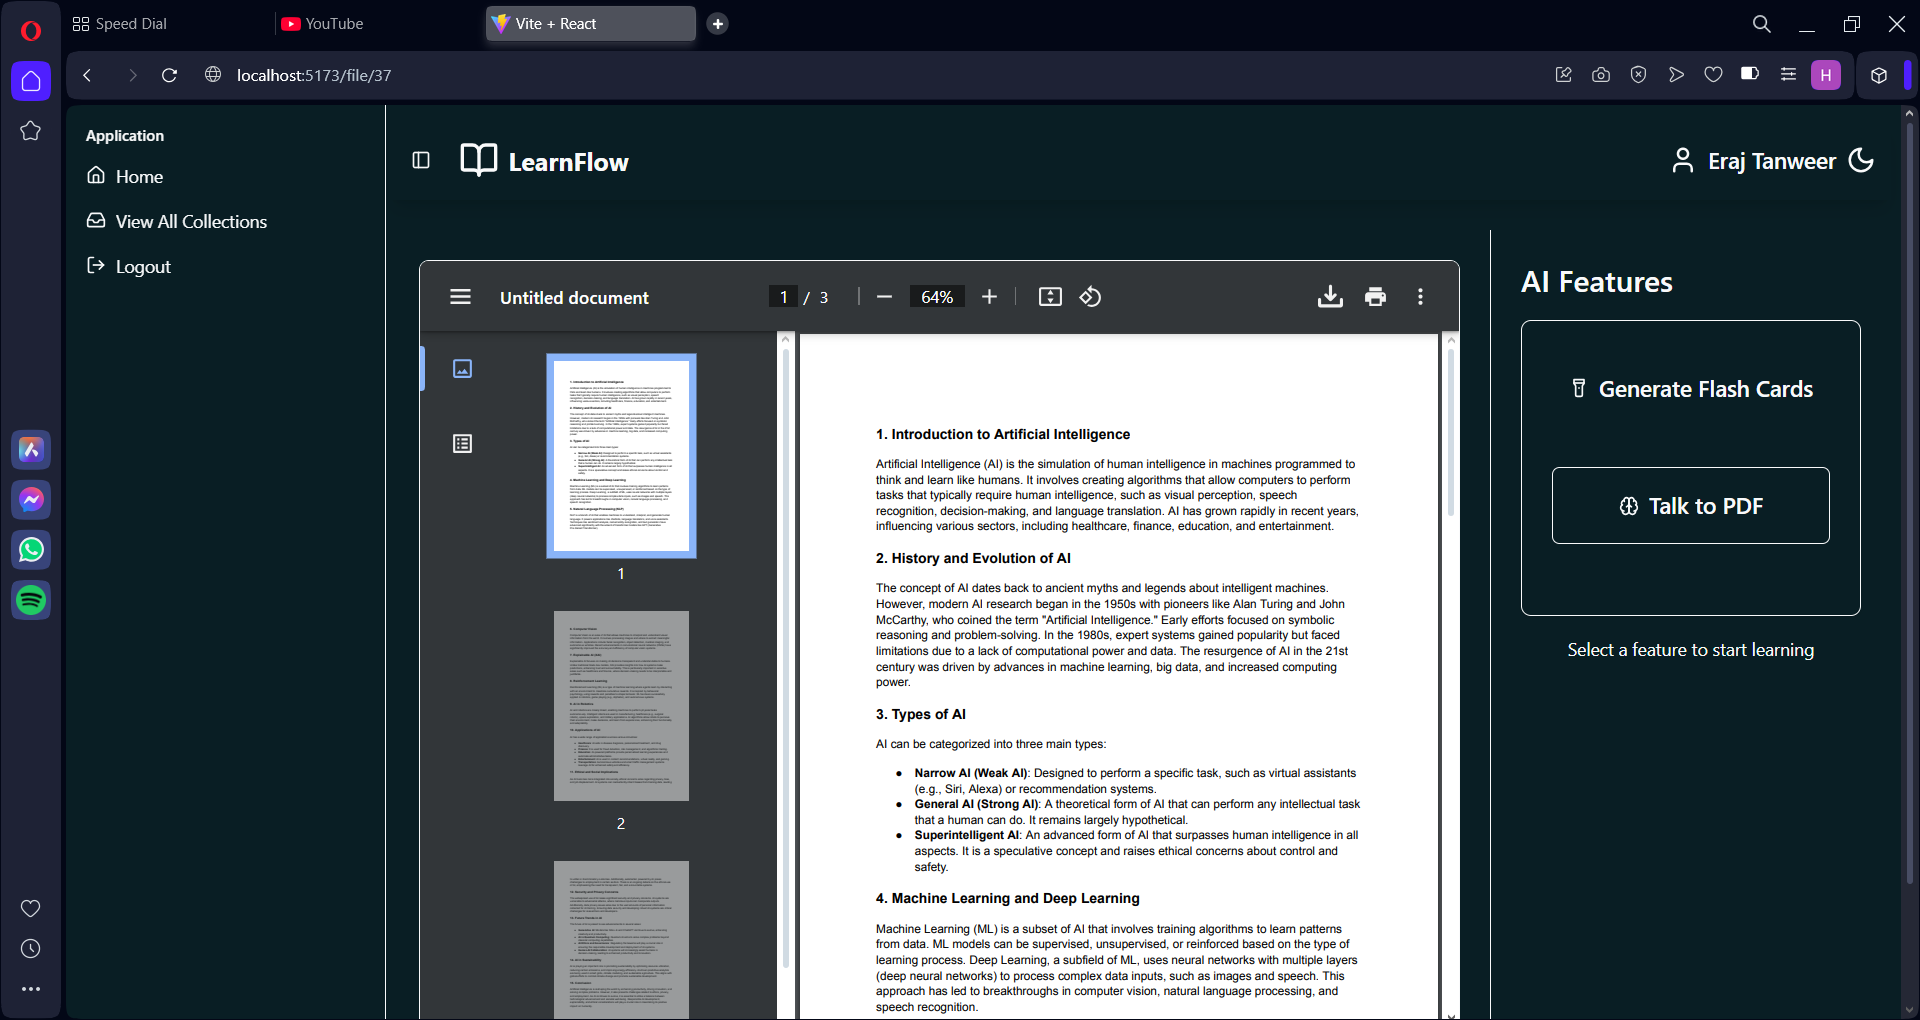 Speed Dial
YouTube
Vite + React
localhost:5173/file/37
H
Application
Home
View All Collections
Logout
LearnFlow
Eraj Tanweer
Untitled document
1 / 3
64%
1
2
1. Introduction to Artificial Intelligence
Artificial Intelligence (AI) is the simulation of human intelligence in machines programmed to
think and learn like humans. It involves creating algorithms that allow computers to perform
tasks that typically require human intelligence, such as visual perception, speech
recognition, decision-making, and language translation. AI has grown rapidly in recent years,
influencing various sectors, including healthcare, finance, education, and entertainment.
2. History and Evolution of AI
The concept of AI dates back to ancient myths and legends about intelligent machines.
However, modern AI research began in the 1950s with pioneers like Alan Turing and John
McCarthy, who coined the term "Artificial Intelligence." Early efforts focused on symbolic
reasoning and problem-solving. In the 1980s, expert systems gained popularity but faced
limitations due to a lack of computational power and data. The resurgence of AI in the 21st
century was driven by advances in machine learning, big data, and increased computing
power.
3. Types of AI
AI can be categorized into three main types:
● Narrow AI (Weak AI): Designed to perform a specific task, such as virtual assistants
(e.g., Siri, Alexa) or recommendation systems.
● General AI (Strong AI): A theoretical form of AI that can perform any intellectual task
that a human can do. It remains largely hypothetical.
● Superintelligent AI: An advanced form of AI that surpasses human intelligence in all
aspects. It is a speculative concept and raises ethical concerns about control and
safety.
4. Machine Learning and Deep Learning
Machine Learning (ML) is a subset of AI that involves training algorithms to learn patterns
from data. ML models can be supervised, unsupervised, or reinforced based on the type of
learning process. Deep Learning, a subfield of ML, uses neural networks with multiple layers
(deep neural networks) to process complex data inputs, such as images and speech. This
approach has led to breakthroughs in computer vision, natural language processing, and
speech recognition.
AI Features
Generate Flash Cards
Talk to PDF
Select a feature to start learning